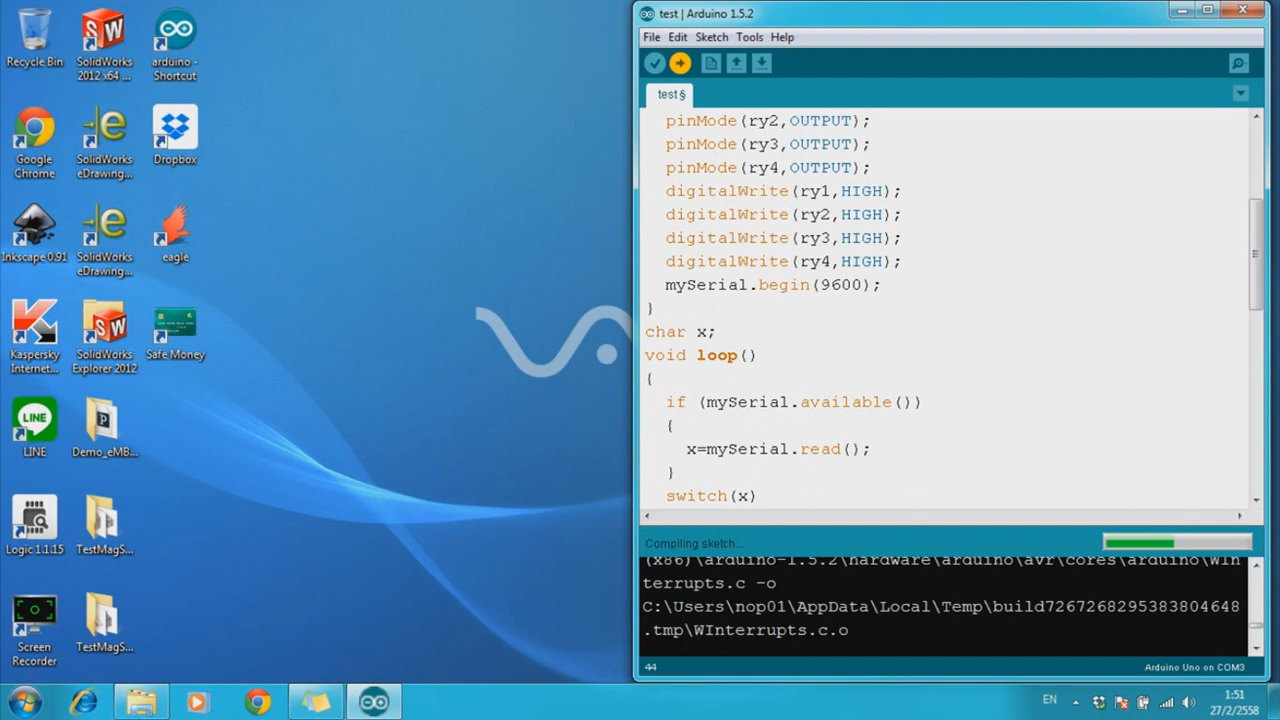 Recycle Bin
SolidWorks
2012 x64 ...
arduino -
Shortcut
Google
Chrome
SolidWorks
eDrawing...
Dropbox
Inkscape 0.91
SolidWorks
eDrawing...
eagle
Kaspersky
Internet...
SolidWorks
Explorer 2012
Safe Money
LINE
LINE
Demo_eMB...
Logic 1.1.15
TestMagS...
Screen
Recorder
TestMagS...
test | Arduino 1.5.2
File Edit Sketch Tools Help
test §
pinMode(ry2,OUTPUT);
pinMode(ry3,OUTPUT);
pinMode(ry4,OUTPUT);
digitalWrite(ry1,HIGH);
digitalWrite(ry2,HIGH);
digitalWrite(ry3,HIGH);
digitalWrite(ry4,HIGH);
mySerial.begin(9600);
}
char x;
void loop()
{
if (mySerial.available())
{
x=mySerial.read();
}
switch(x)
Compiling sketch...
(x86)\arduino-1.5.2\hardware\arduino\avr\cores\arduino\WIn
terrupts.c -o
C:\Users\nop01\AppData\Local\Temp\build7267268295383804648
.tmp\WInterrupts.c.o
44
Arduino Uno on COM3
EN
1:51
27/2/2558